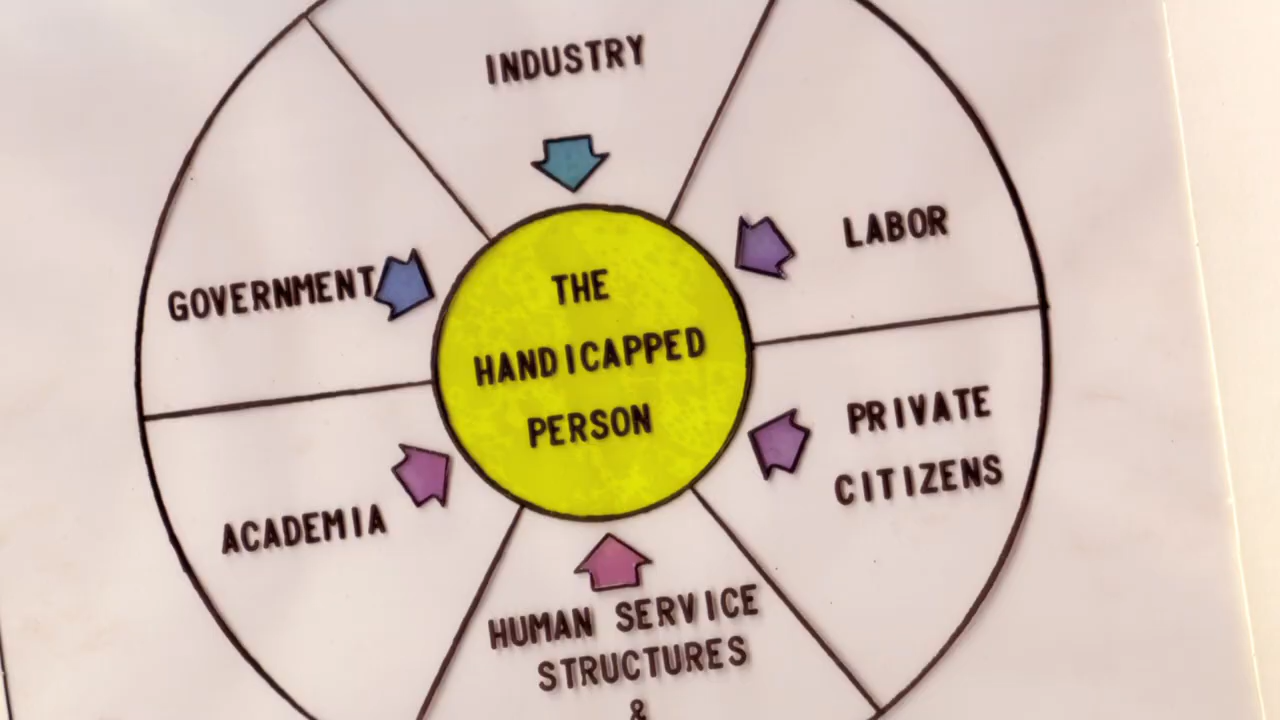 INDUSTRY
LABOR
GOVERNMENT
THE
HANDICAPPED
PERSON
PRIVATE
CITIZENS
ACADEMIA
HUMAN SERVICE
STRUCTURES
&